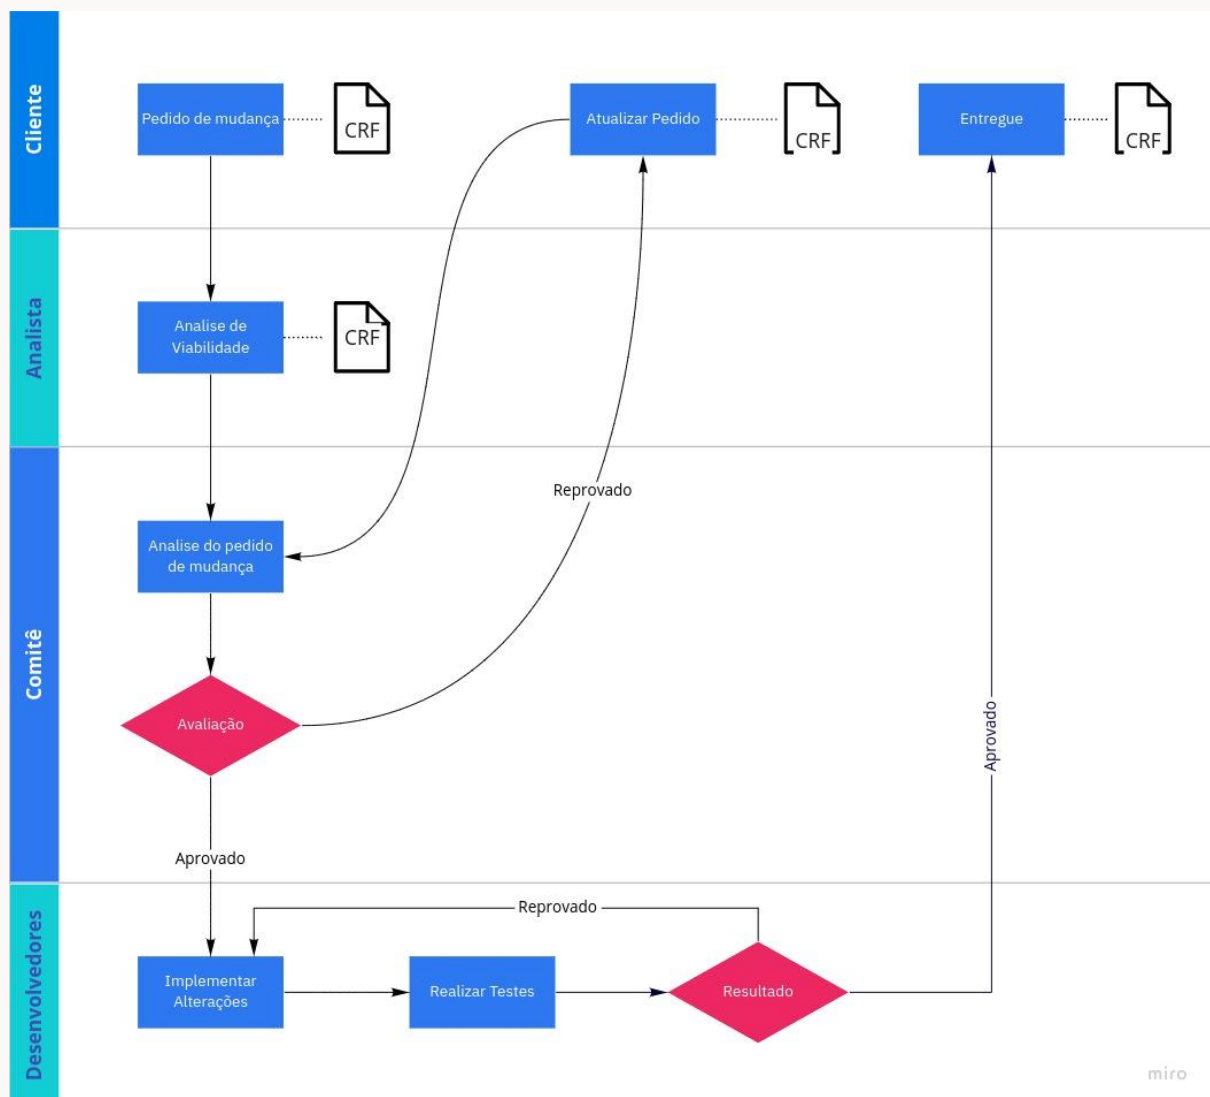 Cliente
Pedido de mudança
CRF
Atualizar Pedido
CRF
Entregue
CRF
Analista
Analise de
Viabilidade
CRF
Comitê
Reprovado
Analise do pedido
de mudança
Avaliação
Aprovado
Aprovado
Desenvolvedores
Reprovado
Implementar
Alterações
Realizar Testes
Resultado
miro